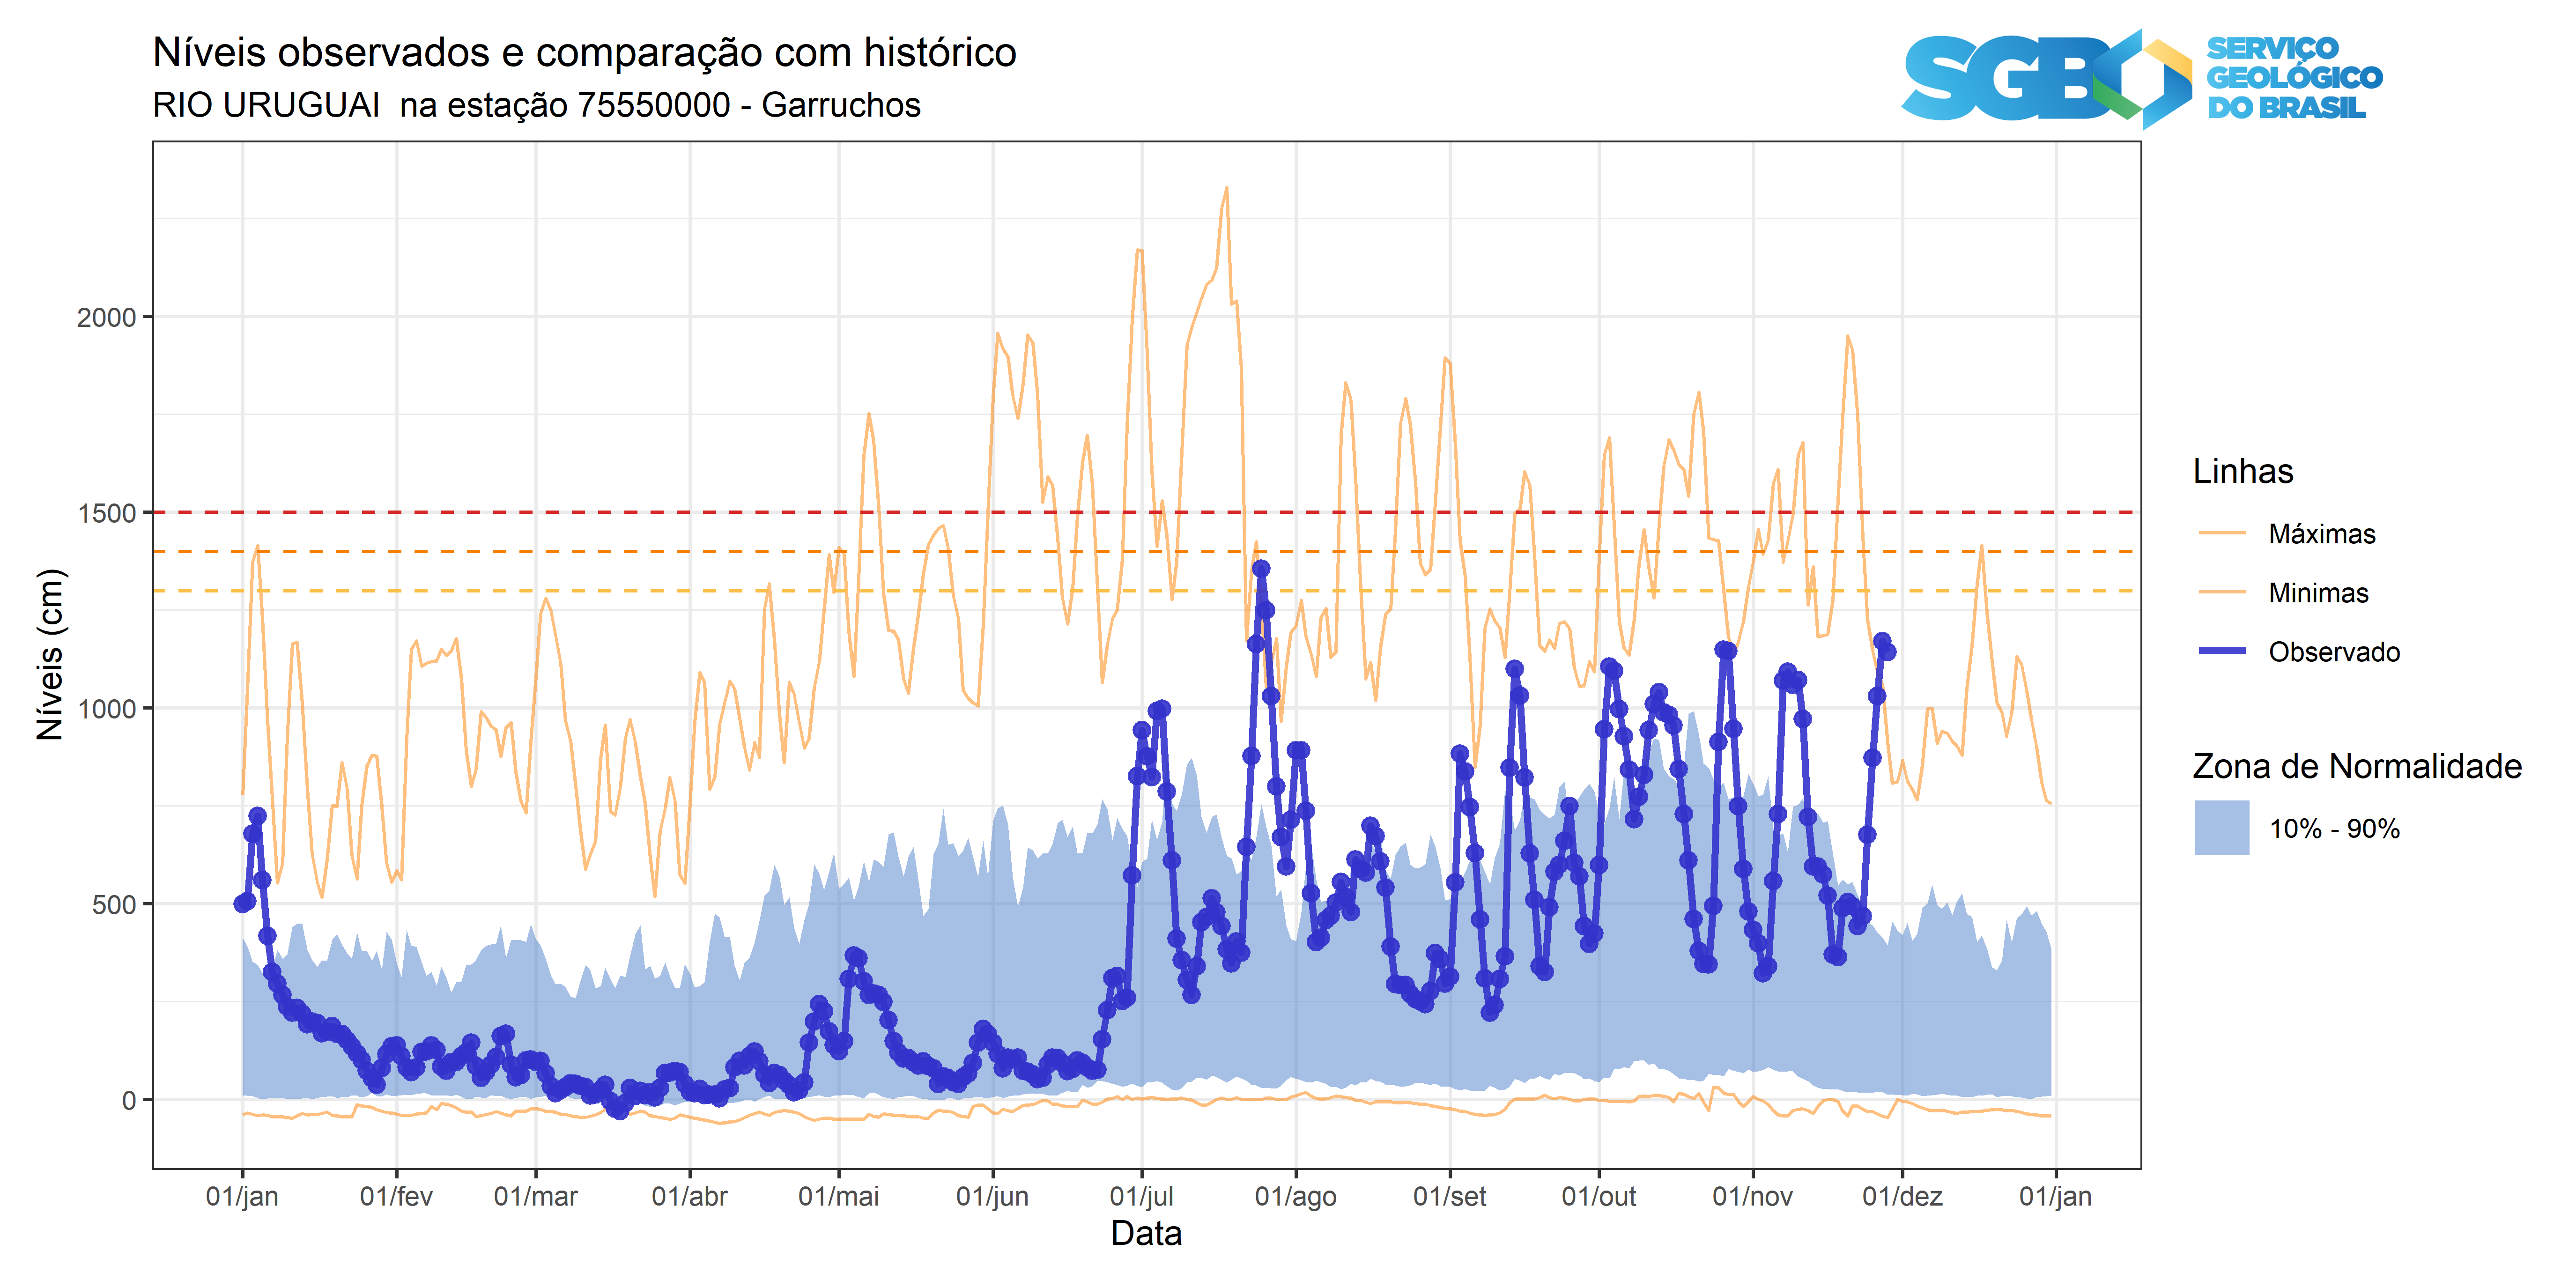 Níveis observados e comparação com histórico
RIO URUGUAI  na estação 75550000 - Garruchos
SGB
SERVIÇO
GEOLÓGICO
DO BRASIL
Níveis (cm)
2000
1500
1000
500
0
01/jan
01/fev
01/mar
01/abr
01/mai
01/jun
01/jul
01/ago
01/set
01/out
01/nov
01/dez
01/jan
Data
Linhas
Máximas
Minimas
Observado
Zona de Normalidade
10% - 90%